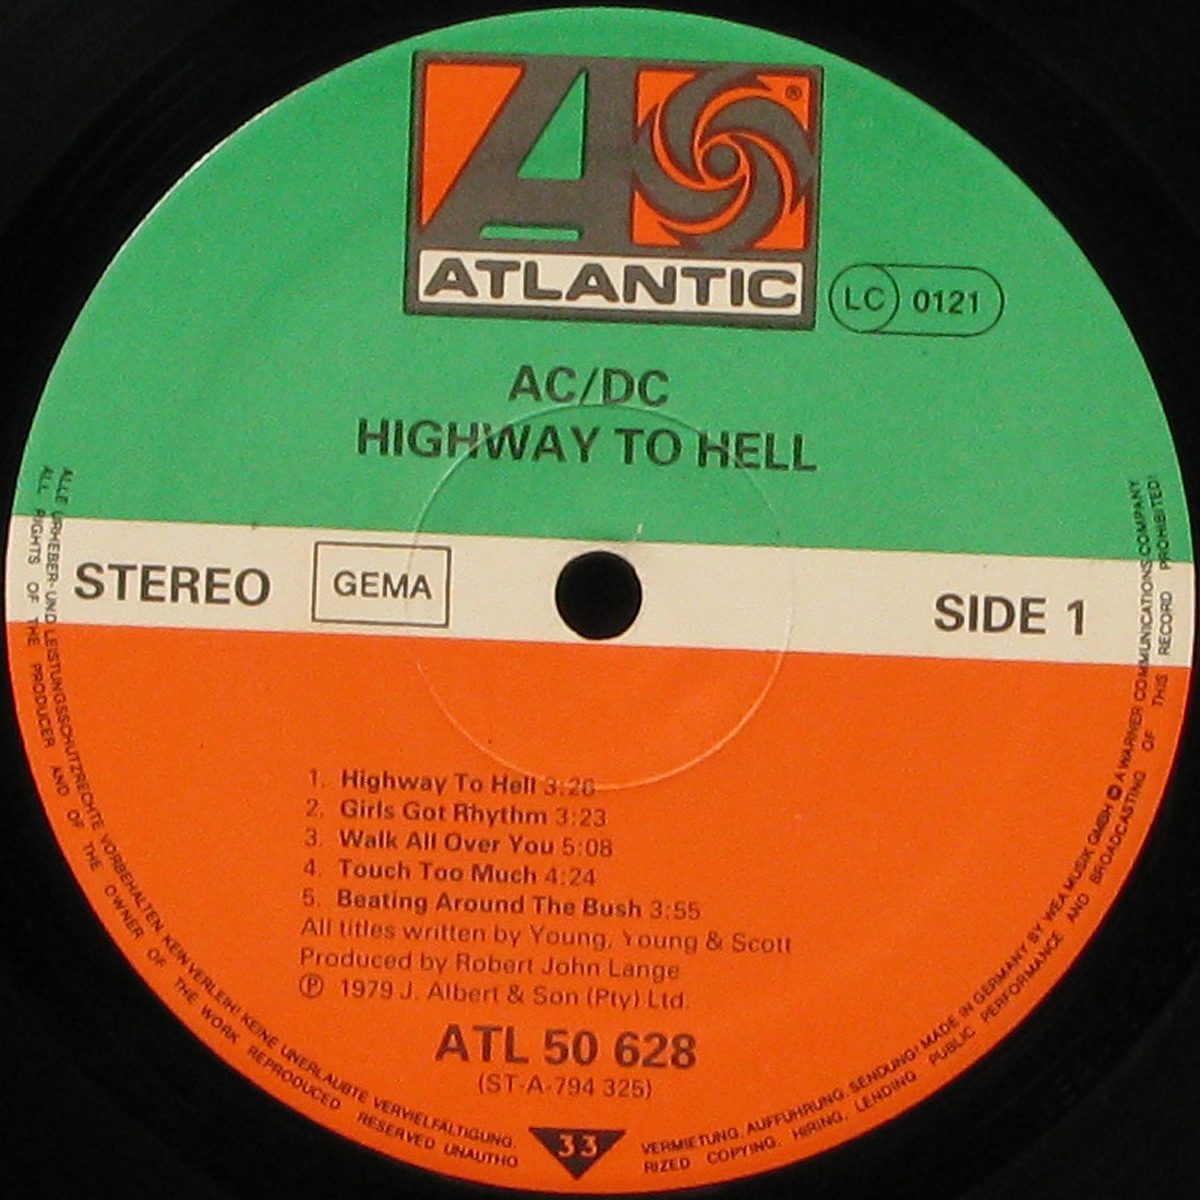 ATLANTIC
®
LC 0121
AC/DC
HIGHWAY TO HELL
STEREO
GEMA
SIDE 1
1. Highway To Hell 3:26
2. Girls Got Rhythm 3:23
3. Walk All Over You 5:08
4. Touch Too Much 4:24
5. Beating Around The Bush 3:55
All titles written by Young, Young & Scott
Produced by Robert John Lange
Ⓟ 1979 J. Albert & Son (Pty) Ltd.
ATL 50 628
(ST-A-794 325)
33
ALLE URHEBER- UND LEISTUNGSSCHUTZRECHTE VORBEHALTEN KEIN VERLEIH! KEINE UNERLAUBTE VERVIELFÄLTIGUNG, VERMIETUNG, AUFFÜHRUNG, SENDUNG! MADE IN GERMANY BY WEA MUSIK GMBH A WARNER COMMUNICATIONS COMPANY
ALL RIGHTS OF THE PRODUCER AND OF THE OWNER OF THE WORK REPRODUCED RESERVED UNAUTHORIZED COPYING, HIRING, LENDING PUBLIC PERFORMANCE AND BROADCASTING OF THIS RECORD PROHIBITED!